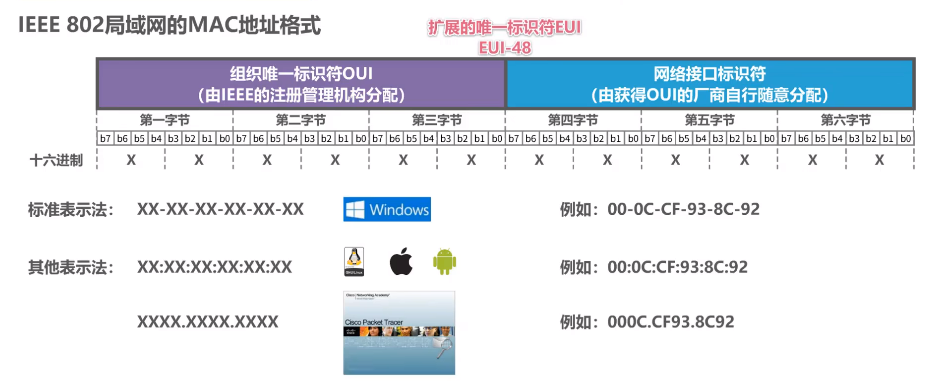 IEEE 802局域网的MAC地址格式
扩展的唯一标识符EUI
EUI-48
组织唯一标识符OUI
（由IEEE的注册管理机构分配）
网络接口标识符
（由获得OUI的厂商自行随意分配）
第一字节 第二字节 第三字节 第四字节 第五字节 第六字节
b7 b6 b5 b4 b3 b2 b1 b0 b7 b6 b5 b4 b3 b2 b1 b0 b7 b6 b5 b4 b3 b2 b1 b0 b7 b6 b5 b4 b3 b2 b1 b0 b7 b6 b5 b4 b3 b2 b1 b0 b7 b6 b5 b4 b3 b2 b1 b0
十六进制 X X X X X X X X X X X X
标准表示法： XX-XX-XX-XX-XX-XX Windows 例如：00-0C-CF-93-8C-92
其他表示法： XX:XX:XX:XX:XX:XX 例如：00:0C:CF:93:8C:92
Cisco Networking Academy
XXXX.XXXX.XXXX Cisco Packet Tracer 例如：000C.CF93.8C92